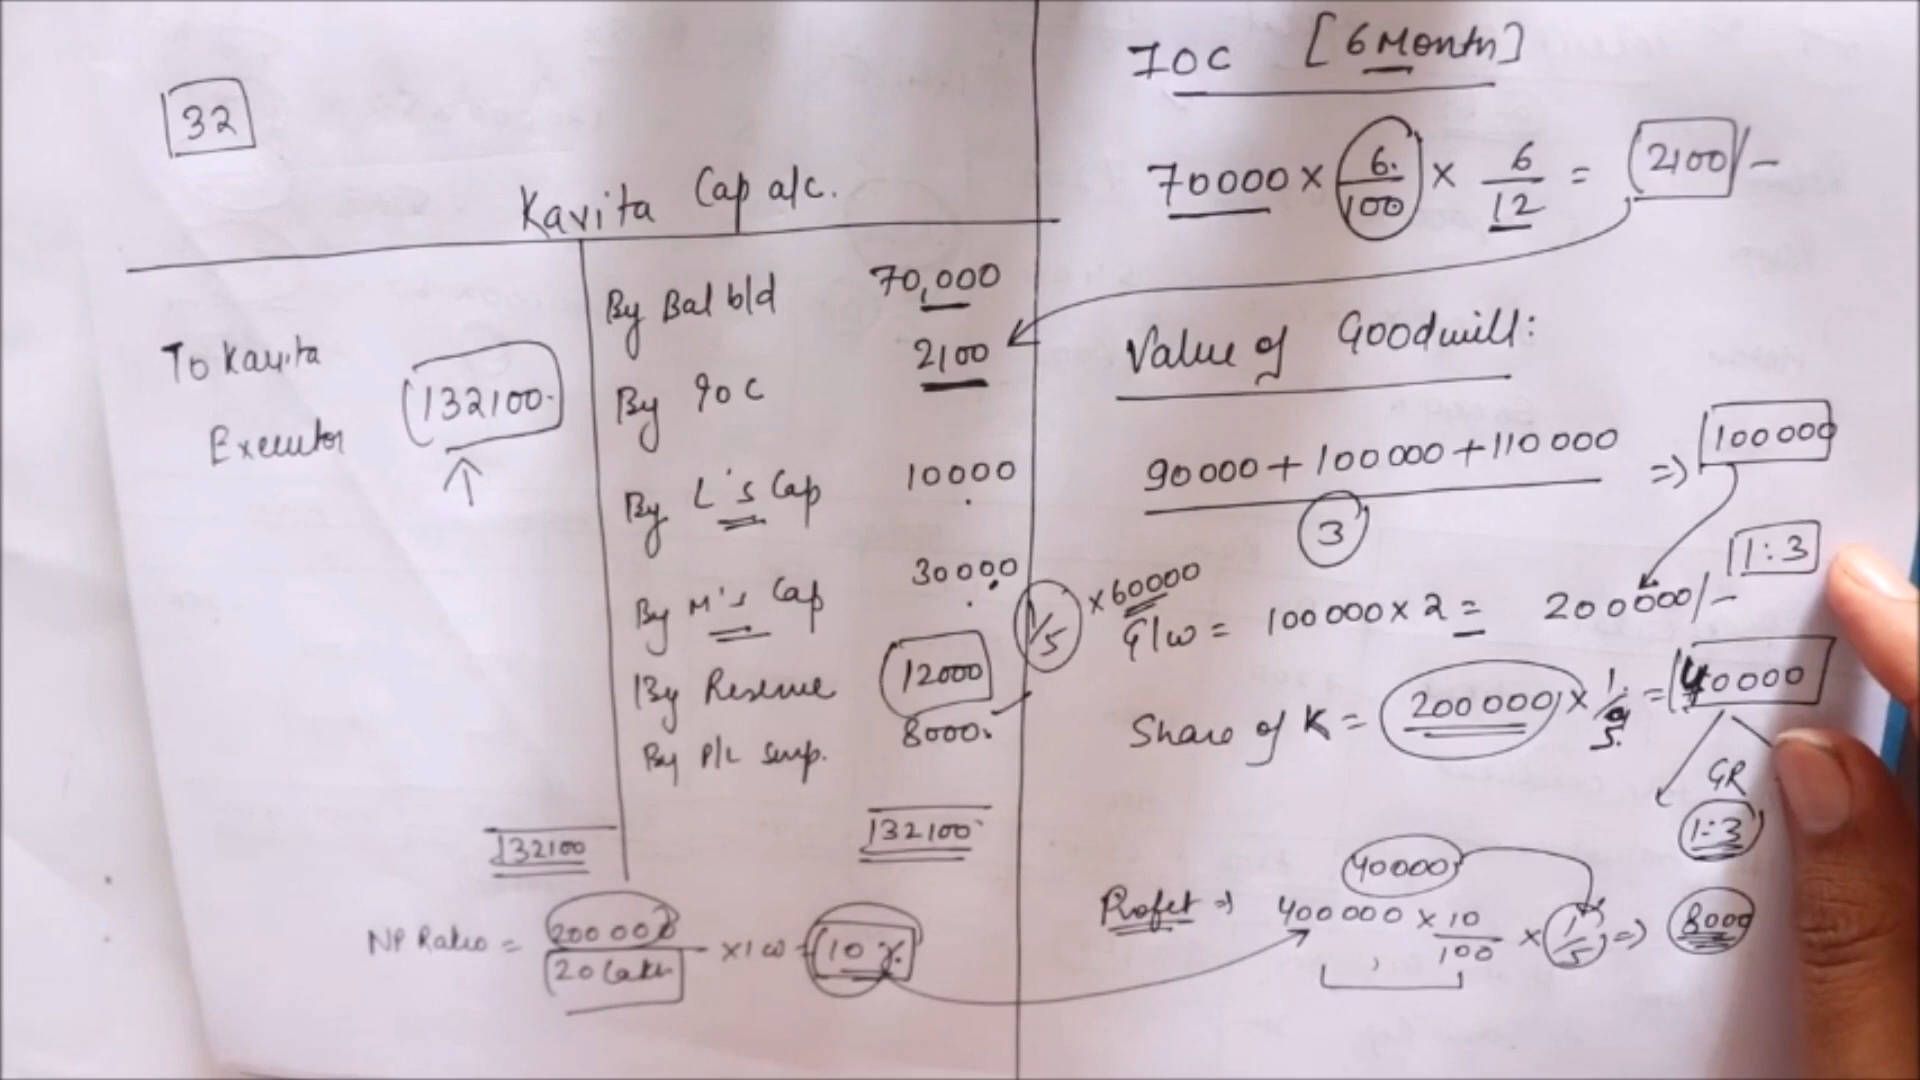 32
Kavita Cap a/c.
By Bal b/d 70,000
By IOC 2100
By L's Cap 10000
By M's Cap 30000
By Reserve 12000
By P/L Susp. 8000
132100
To Kavita
Executor 132100
132100
NP Ratio = 200000 / 20 lakh × 100 = 10%
IOC [6 Month]
70000 × 6/100 × 6/12 = 2100/-
Value of Goodwill:
90000 + 100000 + 110000 / 3 ⇒ 100000
1/5 × 60000
1:3
G/w = 100000 × 2 = 200000/-
Share of K = 200000 × 1/5 = 40000
GR
1:3
40000
Profit ⇒ 400000 × 10/100 × 1/5 ⇒ 8000